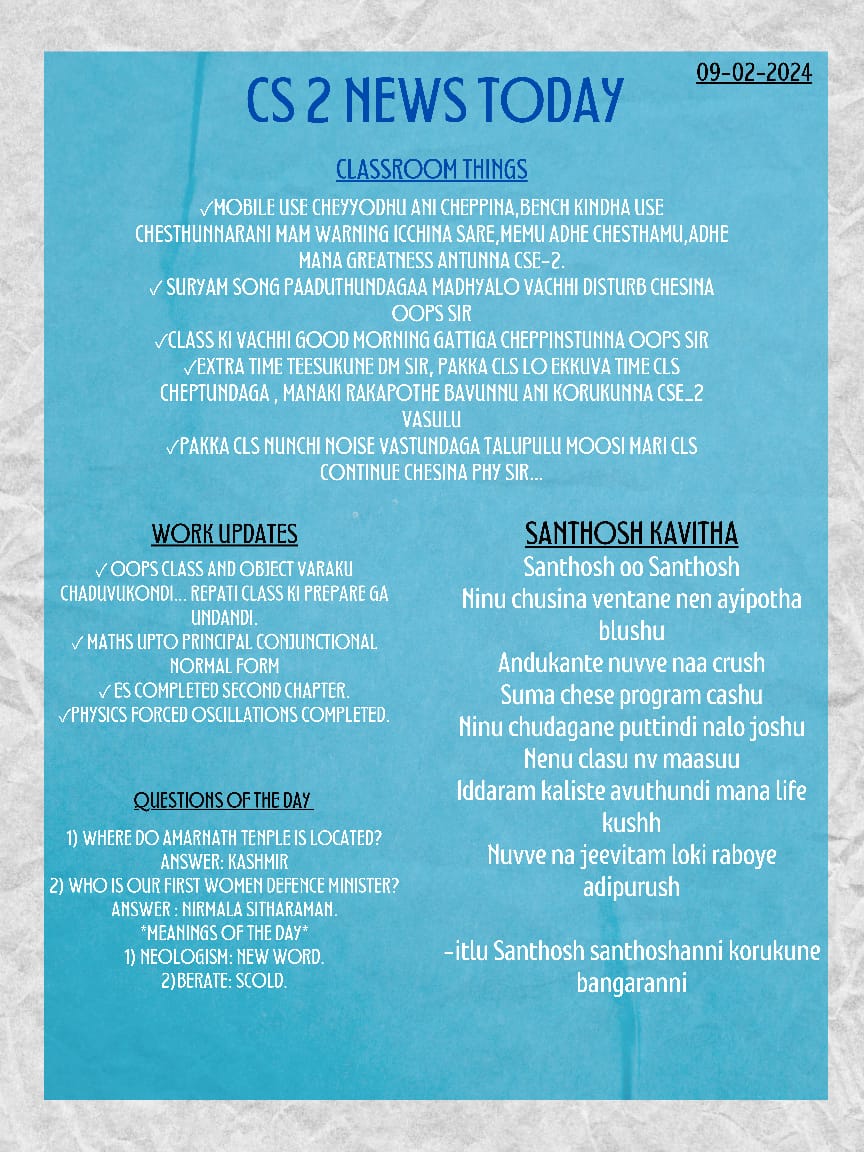 09-02-2024
CS 2 NEWS TODAY
CLASSROOM THINGS
✓MOBILE USE CHEYYODHU ANI CHEPPINA,BENCH KINDHA USE
CHESTHUNNARANI MAM WARNING ICCHINA SARE,MEMU ADHE CHESTHAMU,ADHE
MANA GREATNESS ANTUNNA CSE-2.
✓ SURYAM SONG PAADUTHUNDAGAA MADHYALO VACHHI DISTURB CHESINA
OOPS SIR
✓CLASS KI VACHHI GOOD MORNING GATTIGA CHEPPINSTUNNA OOPS SIR
✓EXTRA TIME TEESUKUNE DM SIR, PAKKA CLS LO EKKUVA TIME CLS
CHEPTUNDAGA , MANAKI RAKAPOTHE BAVUNNU ANI KORUKUNNA CSE_2
VASULU
✓PAKKA CLS NUNCHI NOISE VASTUNDAGA TALUPULU MOOSI MARI CLS
CONTINUE CHESINA PHY SIR...
WORK UPDATES
✓ OOPS CLASS AND OBJECT VARAKU
CHADUVUKONDI... REPATI CLASS KI PREPARE GA
UNDANDI.
✓ MATHS UPTO PRINCIPAL CONJUNCTIONAL
NORMAL FORM
✓ ES COMPLETED SECOND CHAPTER.
✓PHYSICS FORCED OSCILLATIONS COMPLETED.
QUESTIONS OF THE DAY
1) WHERE DO AMARNATH TENPLE IS LOCATED?
ANSWER: KASHMIR
2) WHO IS OUR FIRST WOMEN DEFENCE MINISTER?
ANSWER : NIRMALA SITHARAMAN.
*MEANINGS OF THE DAY*
1) NEOLOGISM: NEW WORD.
2)BERATE: SCOLD.
SANTHOSH KAVITHA
Santhosh oo Santhosh
Ninu chusina ventane nen ayipotha
blushu
Andukante nuvve naa crush
Suma chese program cashu
Ninu chudagane puttindi nalo joshu
Nenu clasu nv maasuu
Iddaram kaliste avuthundi mana life
kushh
Nuvve na jeevitam loki raboye
adipurush
-itlu Santhosh santhoshanni korukune
bangaranni